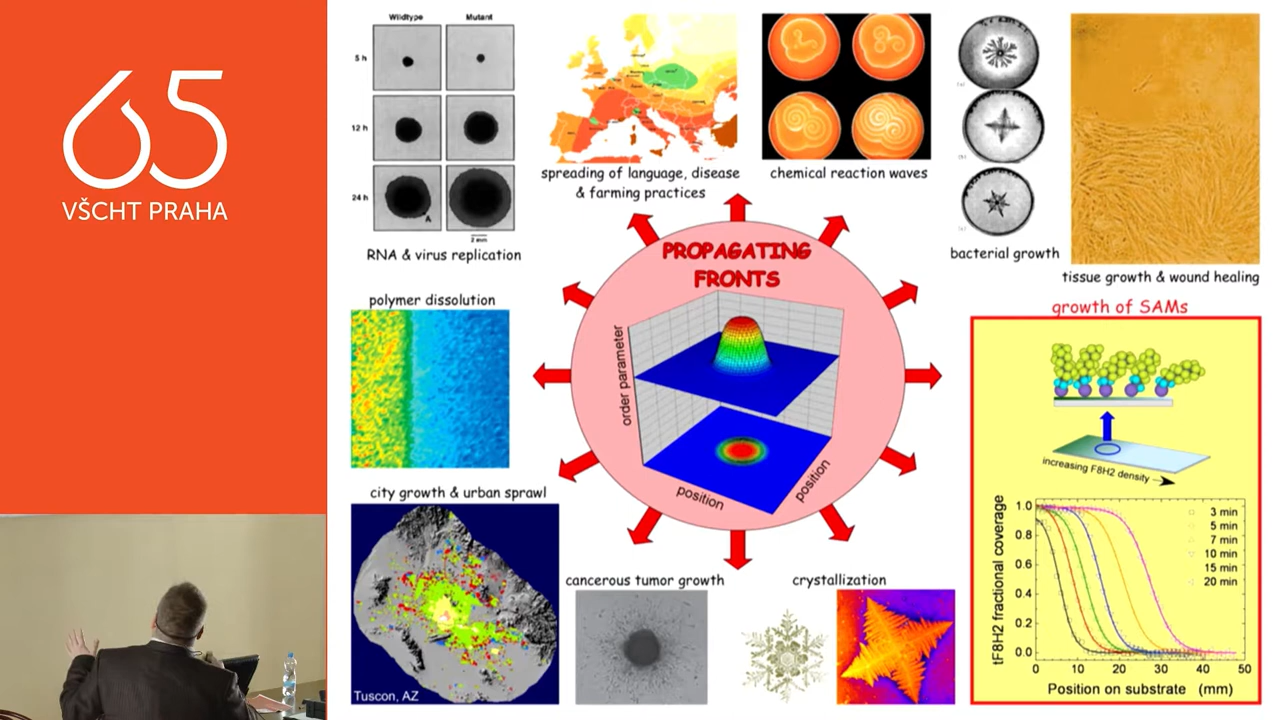 65
VŠCHT PRAHA
Wildtype
Mutant
5 h
12 h
24 h
A
2 mm
RNA & virus replication
spreading of language, disease
& farming practices
chemical reaction waves
bacterial growth
tissue growth & wound healing
PROPAGATING
FRONTS
order parameter
position
position
polymer dissolution
city growth & urban sprawl
Tuscon, AZ
cancerous tumor growth
crystallization
growth of SAMs
increasing F8H2 density
tF8H2 fractional coverage
1.0
0.8
0.6
0.4
0.2
0.0
3 min
5 min
7 min
10 min
15 min
20 min
0
10
20
30
40
50
Position on substrate (mm)